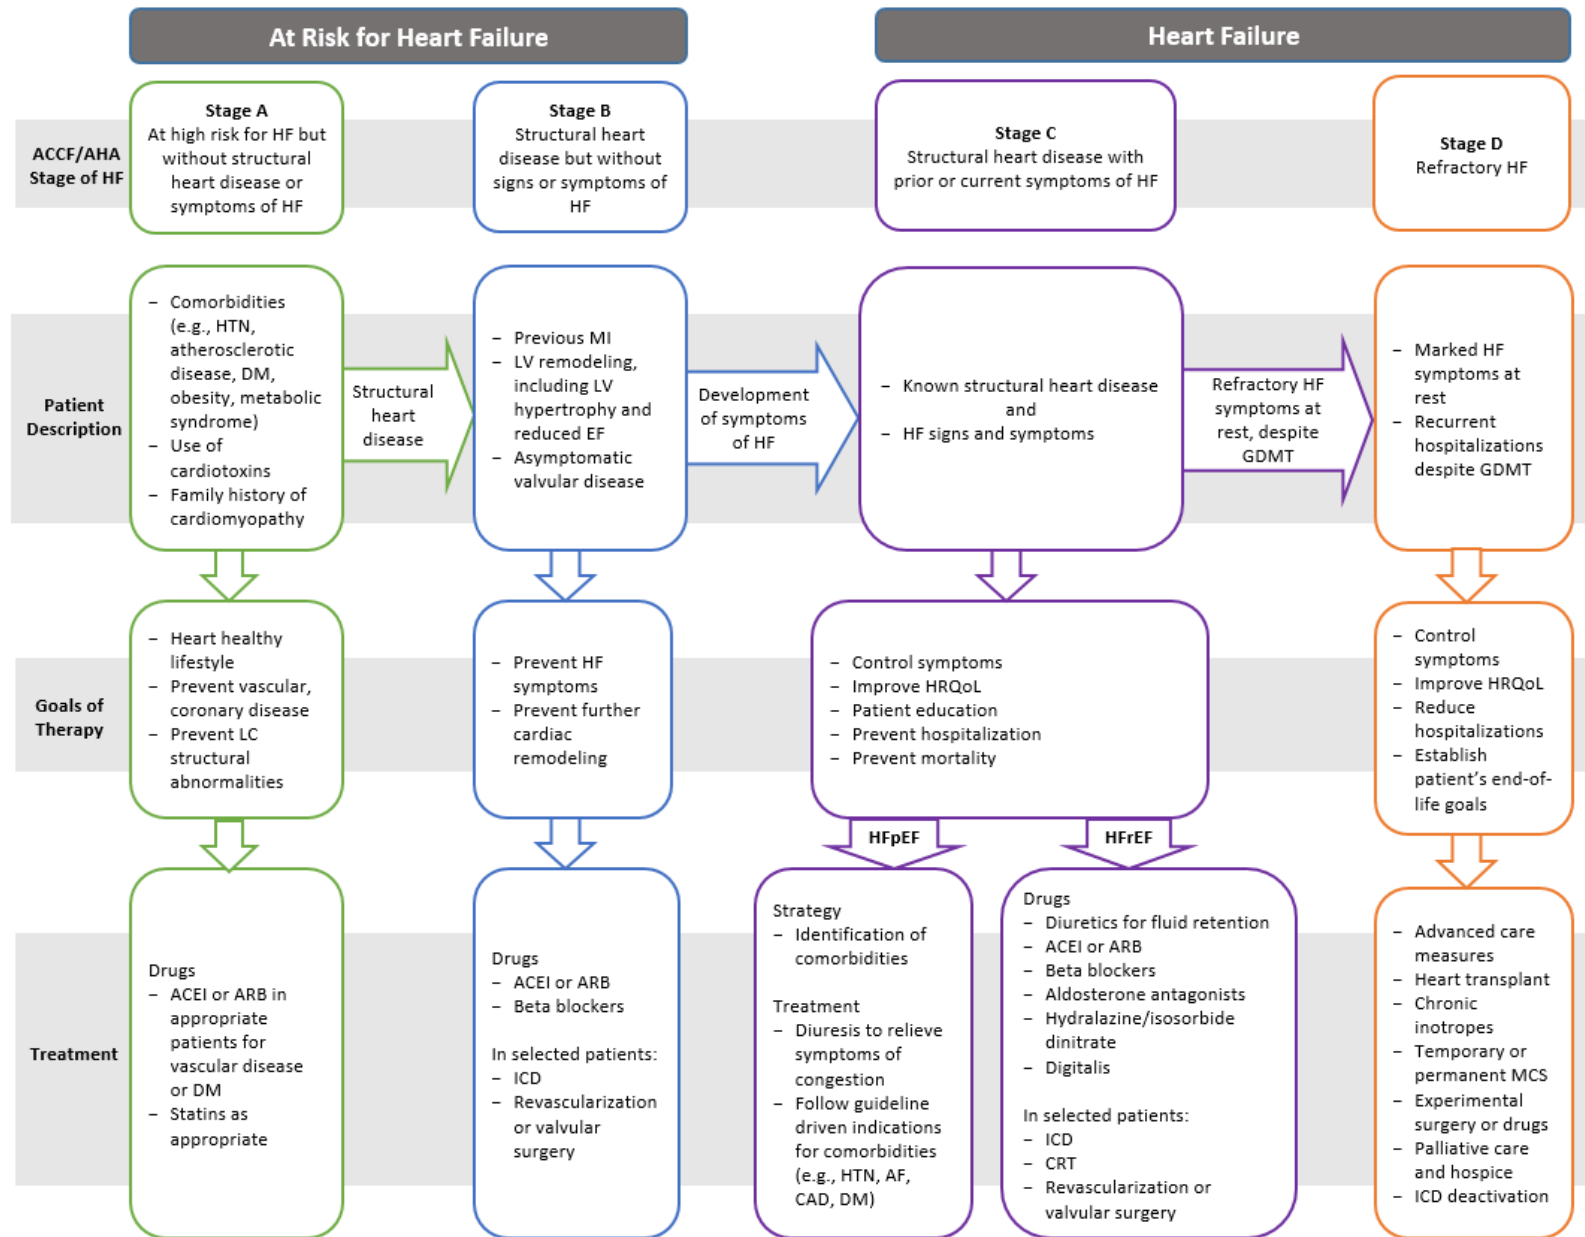 At Risk for Heart Failure
Heart Failure
ACCF/AHA
Stage of HF
Stage A
At high risk for HF but
without structural
heart disease or
symptoms of HF
Stage B
Structural heart
disease but without
signs or symptoms of
HF
Stage C
Structural heart disease with
prior or current symptoms of HF
Stage D
Refractory HF
Patient
Description
– Comorbidities
(e.g., HTN,
atherosclerotic
disease, DM,
obesity, metabolic
syndrome)
– Use of
cardiotoxins
– Family history of
cardiomyopathy
Structural
heart
disease
– Previous MI
– LV remodeling,
including LV
hypertrophy and
reduced EF
– Asymptomatic
valvular disease
Development
of symptoms
of HF
– Known structural heart disease
and
– HF signs and symptoms
Refractory HF
symptoms at
rest, despite
GDMT
– Marked HF
symptoms at
rest
– Recurrent
hospitalizations
despite GDMT
Goals of
Therapy
– Heart healthy
lifestyle
– Prevent vascular,
coronary disease
– Prevent LC
structural
abnormalities
– Prevent HF
symptoms
– Prevent further
cardiac
remodeling
– Control symptoms
– Improve HRQoL
– Patient education
– Prevent hospitalization
– Prevent mortality
– Control
symptoms
– Improve HRQoL
– Reduce
hospitalizations
– Establish
patient's end-of-
life goals
HFpEF
HFrEF
Treatment
Drugs
– ACEI or ARB in
appropriate
patients for
vascular disease
or DM
– Statins as
appropriate
Drugs
– ACEI or ARB
– Beta blockers
In selected patients:
– ICD
– Revascularization
or valvular
surgery
Strategy
– Identification of
comorbidities
Treatment
– Diuresis to relieve
symptoms of
congestion
– Follow guideline
driven indications
for comorbidities
(e.g., HTN, AF,
CAD, DM)
Drugs
– Diuretics for fluid retention
– ACEI or ARB
– Beta blockers
– Aldosterone antagonists
– Hydralazine/isosorbide
dinitrate
– Digitalis
In selected patients:
– ICD
– CRT
– Revascularization or
valvular surgery
– Advanced care
measures
– Heart transplant
– Chronic
inotropes
– Temporary or
permanent MCS
– Experimental
surgery or drugs
– Palliative care
and hospice
– ICD deactivation